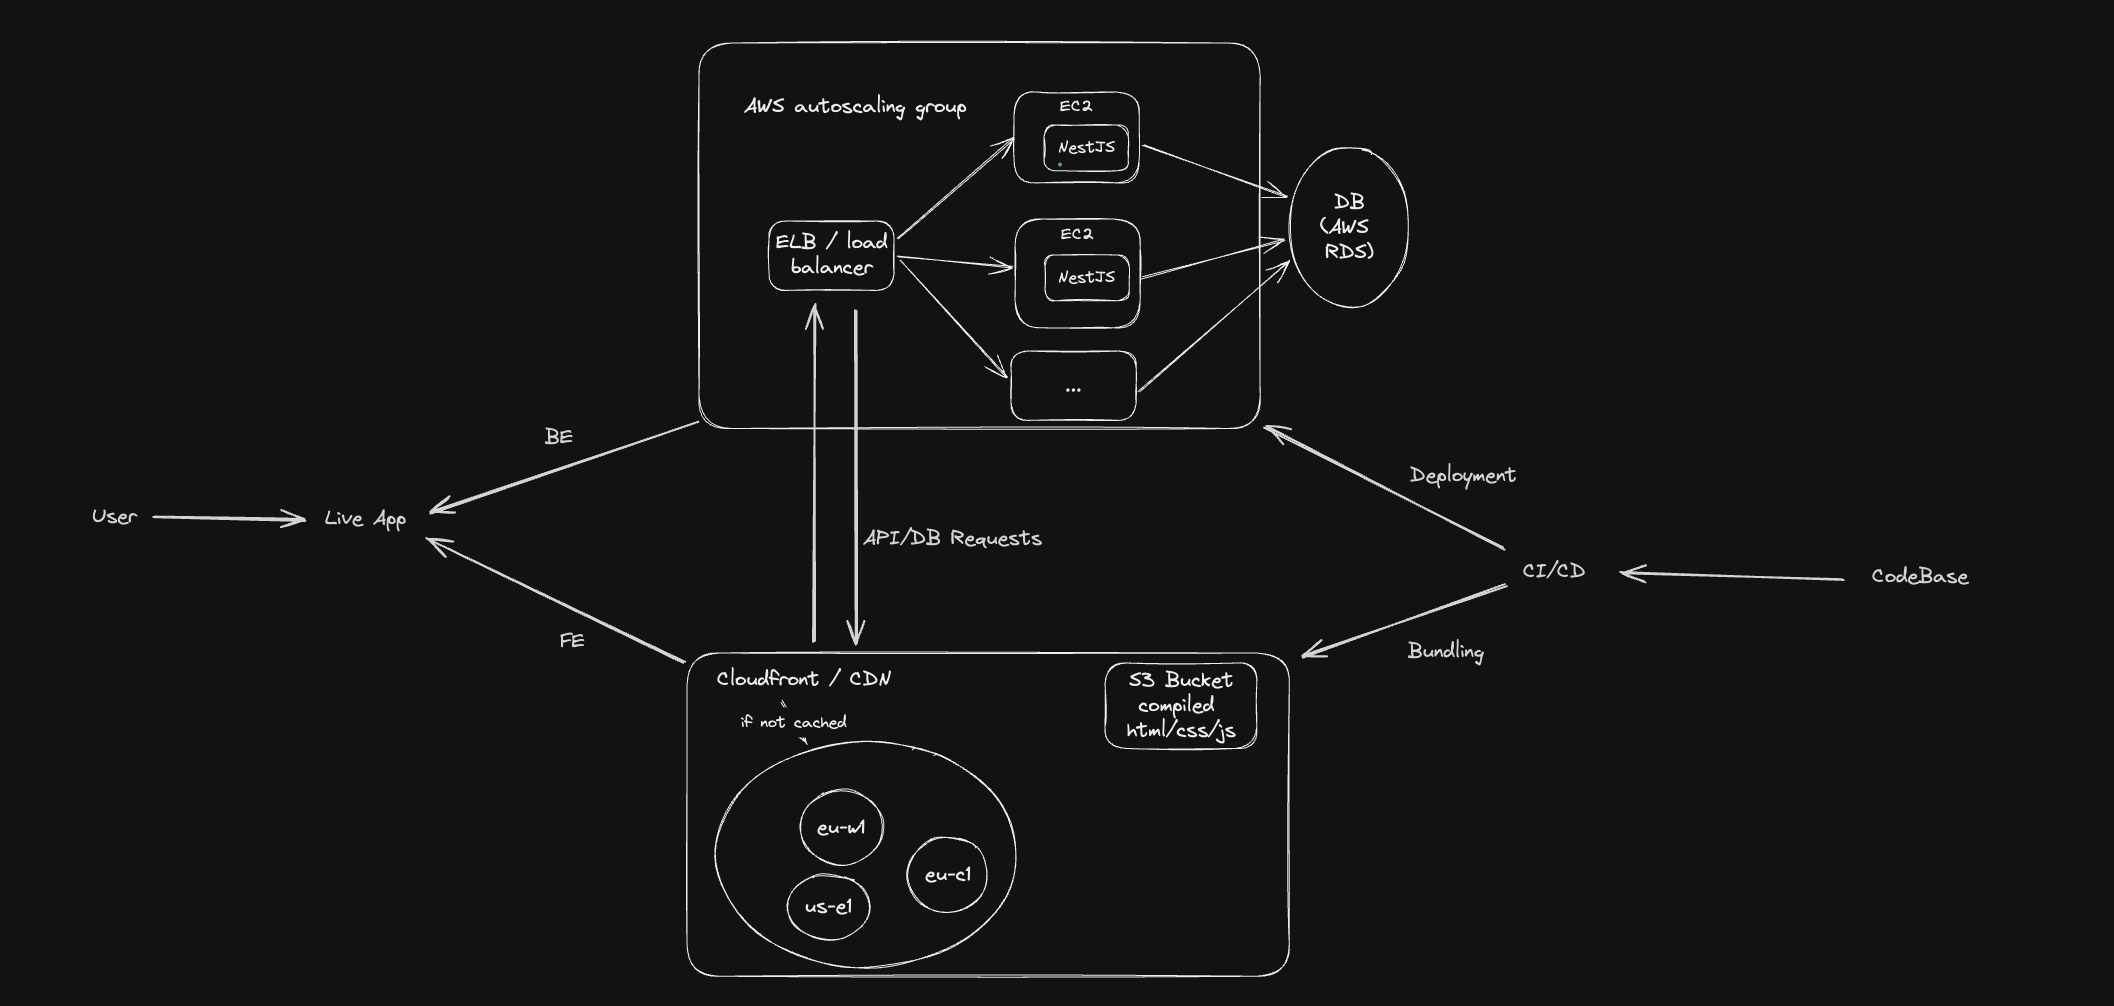 AWS autoscaling group
EC2
NestJS
ELB / load
balancer
EC2
NestJS
...
DB
(AWS
RDS)
BE
Deployment
User
Live App
API/DB Requests
CI/CD
CodeBase
FE
Bundling
Cloudfront / CDN
if not cached
S3 Bucket
compiled
html/css/js
eu-w1
eu-c1
us-e1